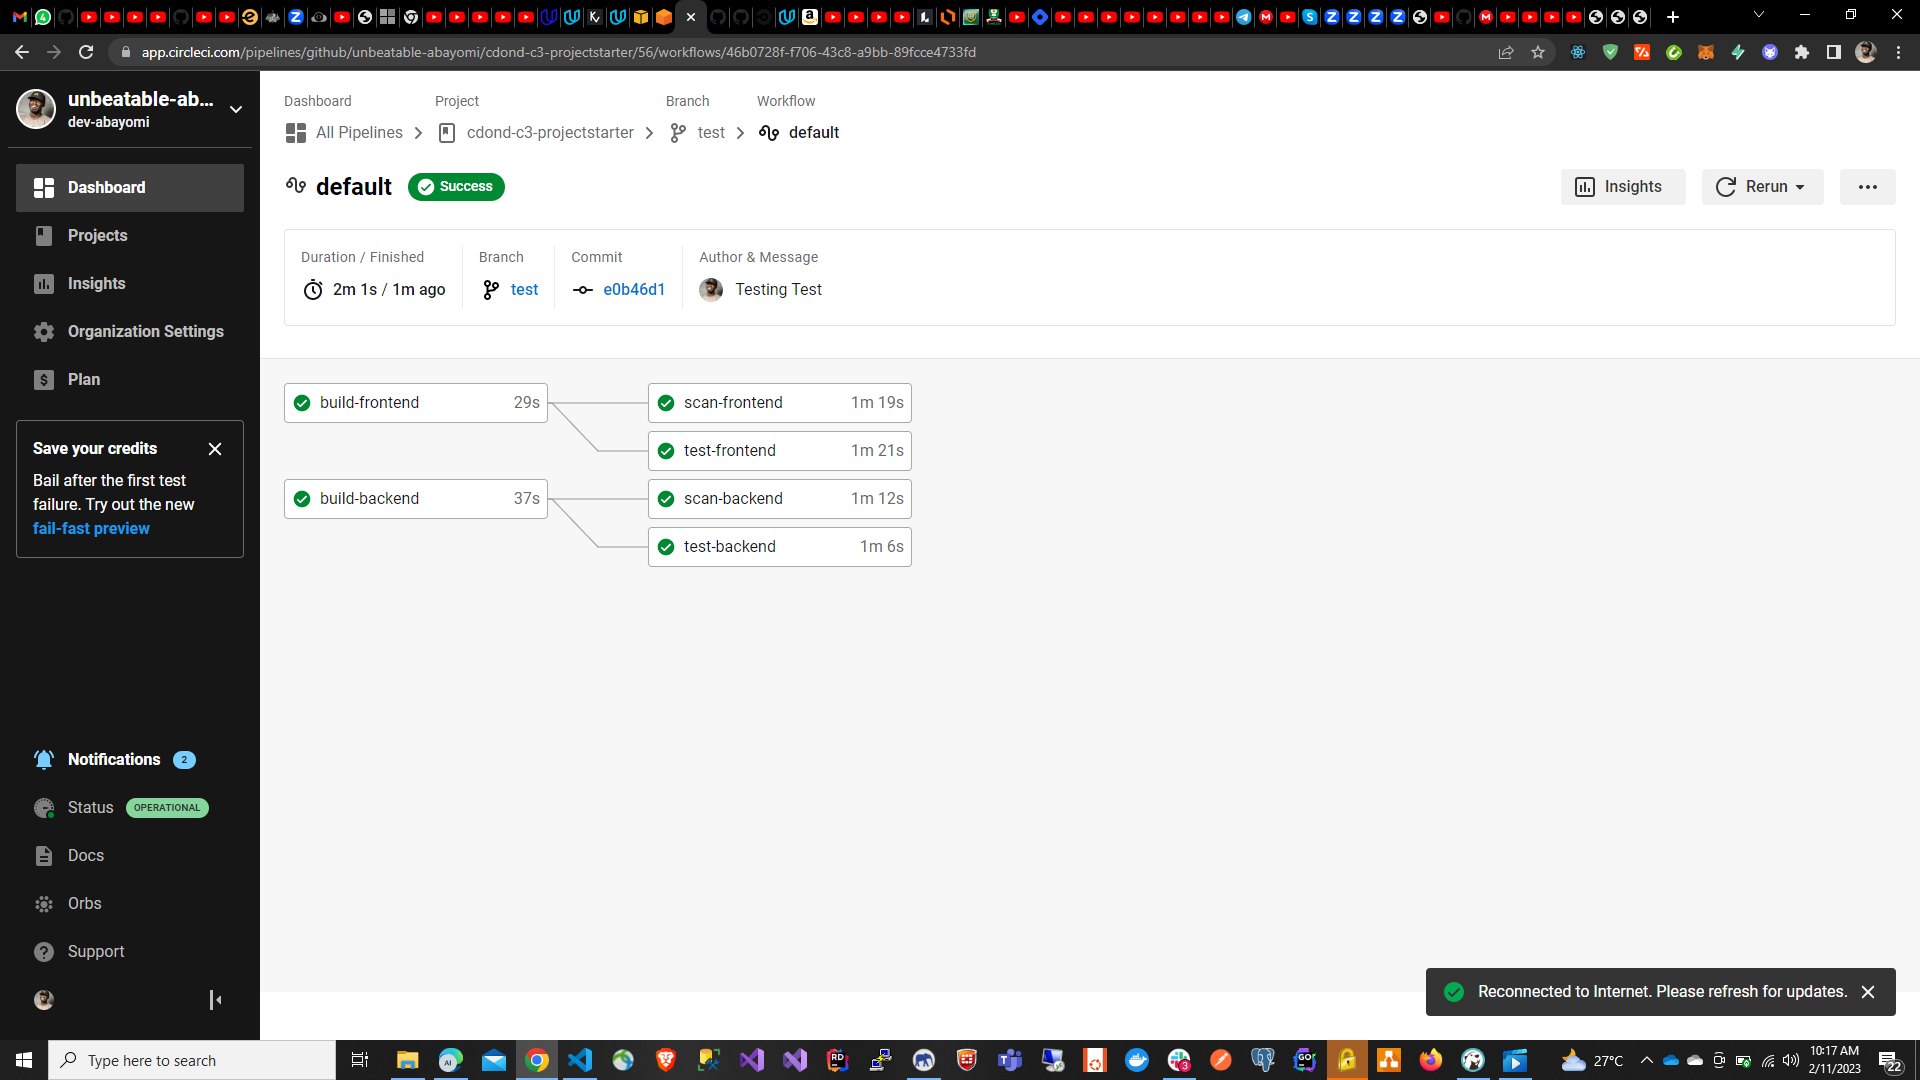 app.circleci.com/pipelines/github/unbeatable-abayomi/cdond-c3-projectstarter/56/workflows/46b0728f-f706-43c8-a9bb-89fcce4733fd
unbeatable-ab...
dev-abayomi
Dashboard
Projects
Insights
Organization Settings
Plan
Save your credits
Bail after the first test
failure. Try out the new
fail-fast preview
Notifications 2
Status OPERATIONAL
Docs
Orbs
Support
Dashboard Project Branch Workflow
All Pipelines cdond-c3-projectstarter test default
default Success Insights Rerun
Duration / Finished Branch Commit Author & Message
2m 1s / 1m ago test e0b46d1 Testing Test
build-frontend 29s scan-frontend 1m 19s
test-frontend 1m 21s
build-backend 37s scan-backend 1m 12s
test-backend 1m 6s
Reconnected to Internet. Please refresh for updates.
Type here to search
27°C
10:17 AM
2/11/2023
22